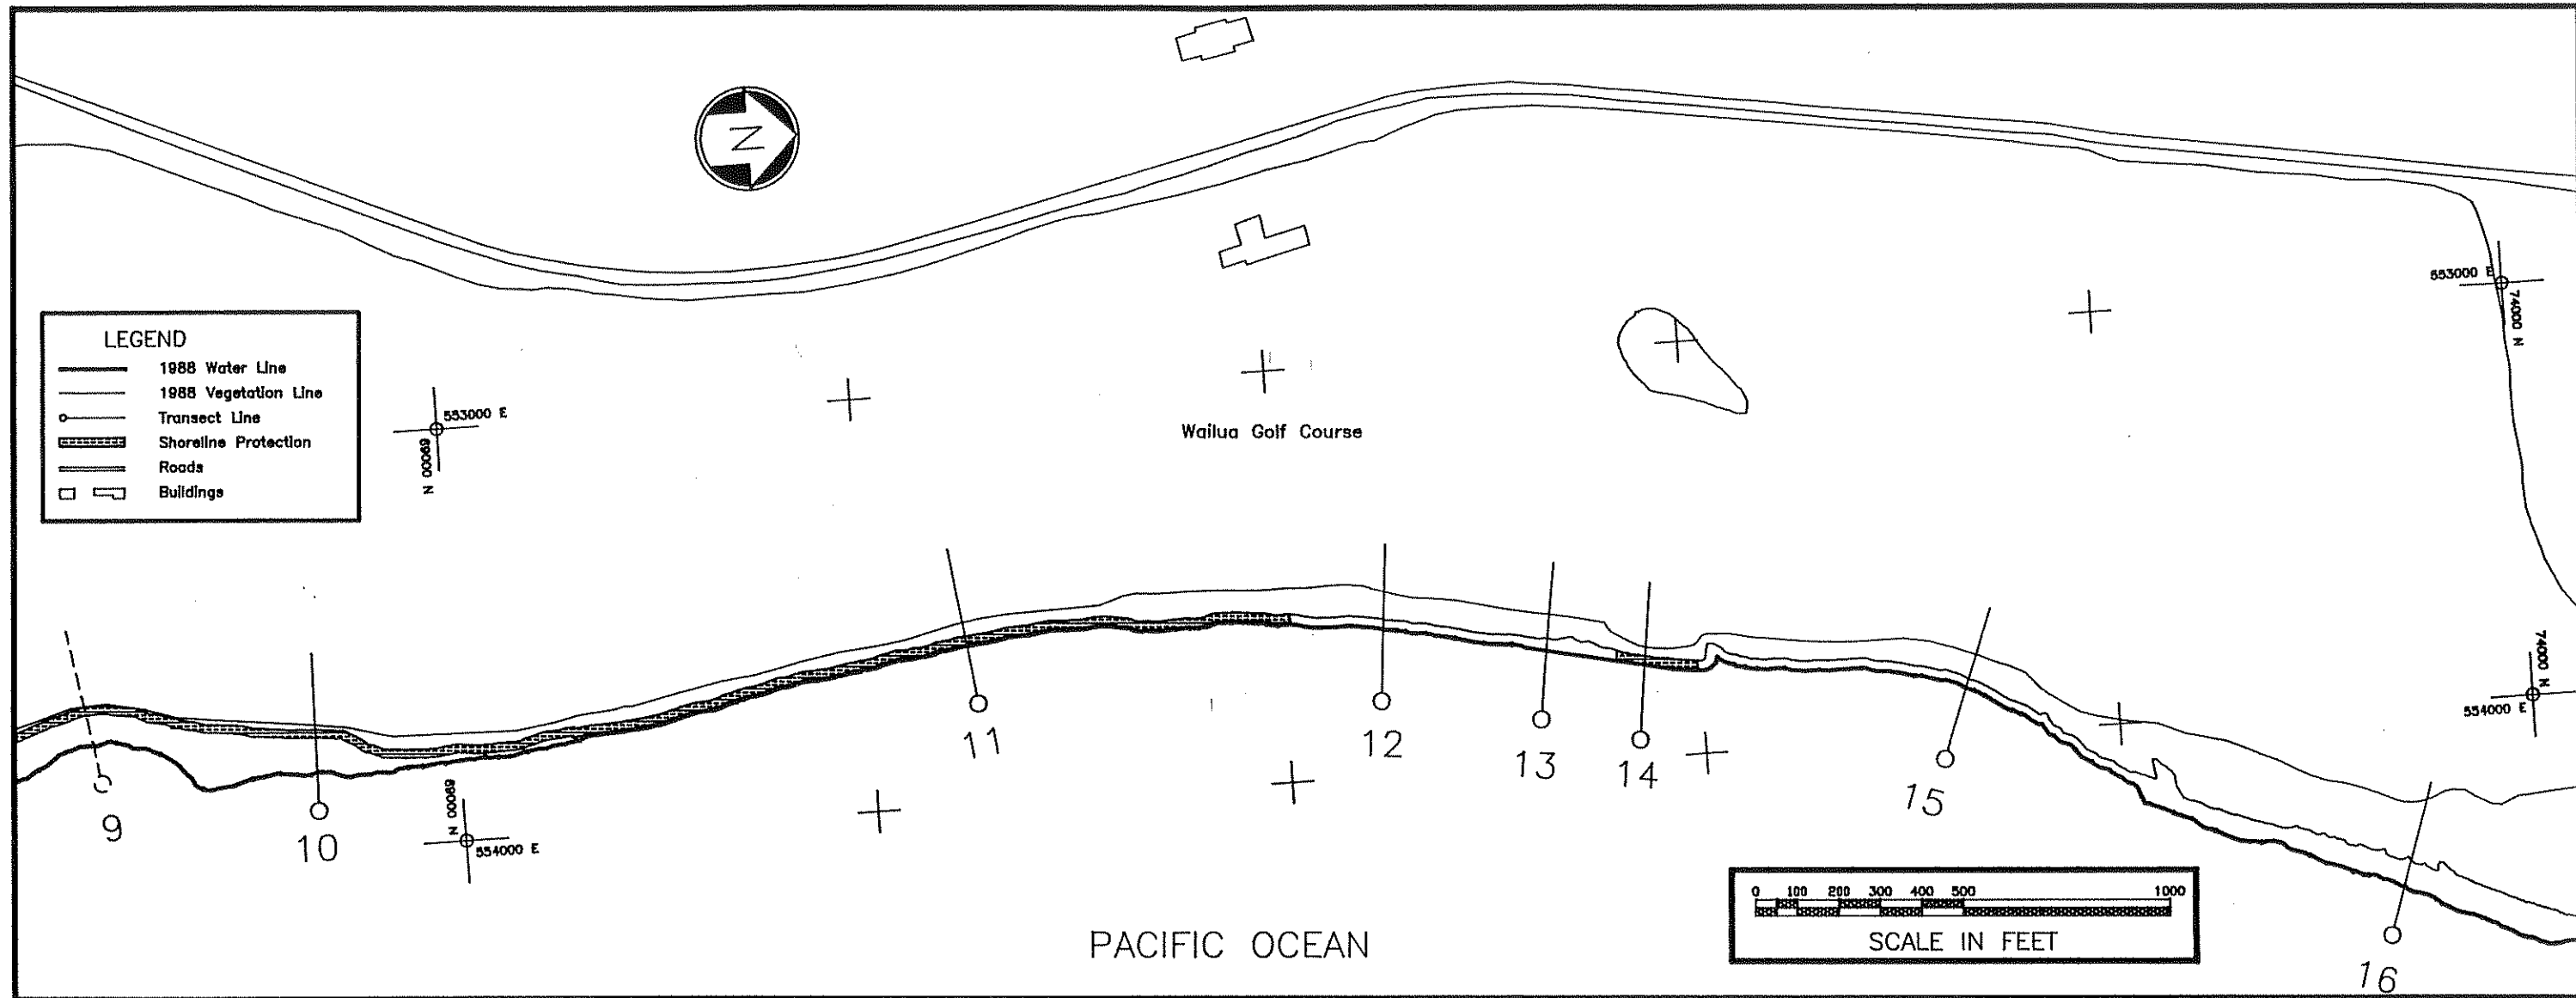 N
553000 E
74000 N
LEGEND
1988 Water Line
1988 Vegetation Line
Transect Line
Shoreline Protection
Roads
Buildings
553000 E
69000 N
Wailua Golf Course
74000 N
554000 E
69000 N
554000 E
9
10
11
12
13
14
15
16
0 100 200 300 400 500 1000
SCALE IN FEET
PACIFIC OCEAN